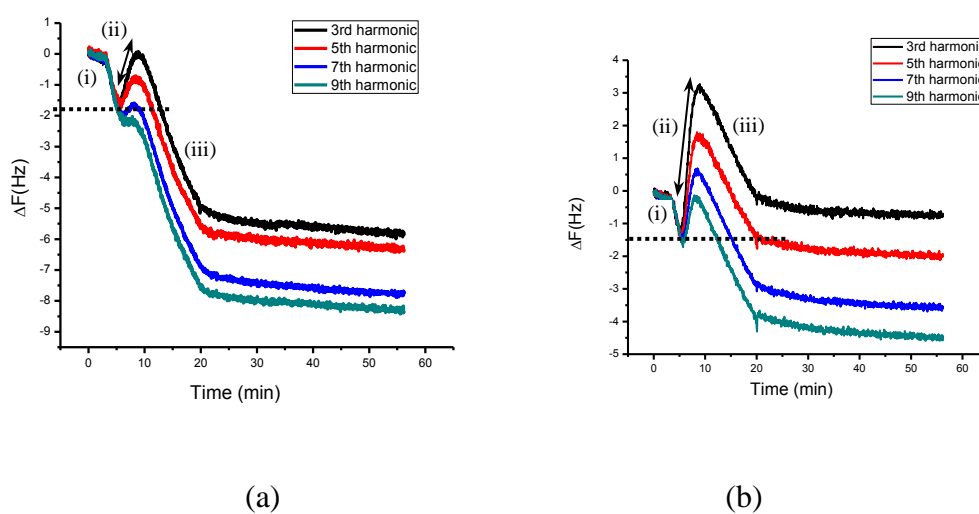 (i)
(ii)
(iii)
3rd harmonic
5th harmonic
7th harmonic
9th harmonic
1
0
-1
-2
-3
-4
-5
-6
-7
-8
-9
ΔF(Hz)
0 10 20 30 40 50 60
Time (min)
(a)
(i)
(ii)
(iii)
3rd harmonic
5th harmonic
7th harmonic
9th harmonic
4
3
2
1
0
-1
-2
-3
-4
-5
ΔF(Hz)
0 10 20 30 40 50 60
Time (min)
(b)